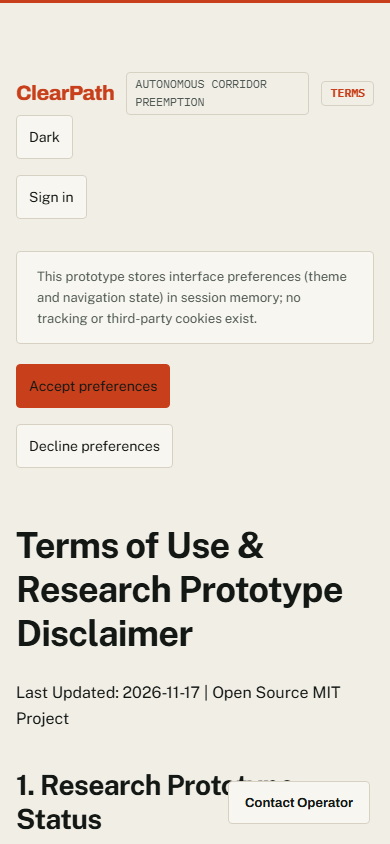 ClearPath
AUTONOMOUS CORRIDOR
PREEMPTION
TERMS
Dark
Sign in
This prototype stores interface preferences (theme
and navigation state) in session memory; no
tracking or third-party cookies exist.
Accept preferences
Decline preferences
Terms of Use &
Research Prototype
Disclaimer
Last Updated: 2026-11-17 | Open Source MIT
Project
1. Research Prototype
Status
Contact Operator